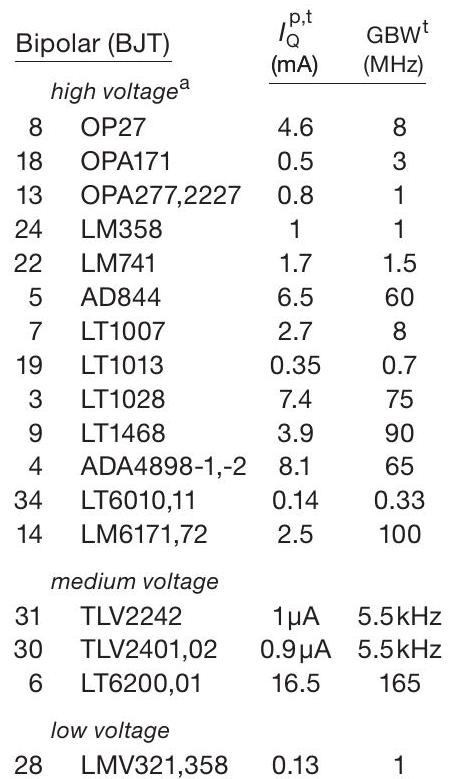 Bipolar (BJT) I_Q^p,t (mA) GBW^t (MHz)
high voltage^a
8 OP27 4.6 8
18 OPA171 0.5 3
13 OPA277,2227 0.8 1
24 LM358 1 1
22 LM741 1.7 1.5
5 AD844 6.5 60
7 LT1007 2.7 8
19 LT1013 0.35 0.7
3 LT1028 7.4 75
9 LT1468 3.9 90
4 ADA4898-1,-2 8.1 65
34 LT6010,11 0.14 0.33
14 LM6171,72 2.5 100
medium voltage
31 TLV2242 1µA 5.5kHz
30 TLV2401,02 0.9µA 5.5kHz
6 LT6200,01 16.5 165
low voltage
28 LMV321,358 0.13 1